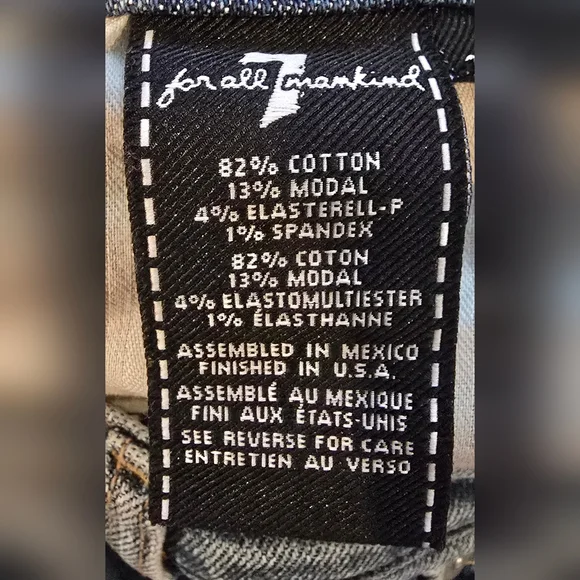 for all 7 mankind
82% COTTON
13% MODAL
4% ELASTERELL-P
1% SPANDEX
82% COTON
13% MODAL
4% ELASTOMULTIESTER
1% ÉLASTHANNE
ASSEMBLED IN MEXICO
FINISHED IN U.S.A.
ASSEMBLÉ AU MEXIQUE
FINI AUX ÉTATS-UNIS
SEE REVERSE FOR CARE
ENTRETIEN AU VERSO